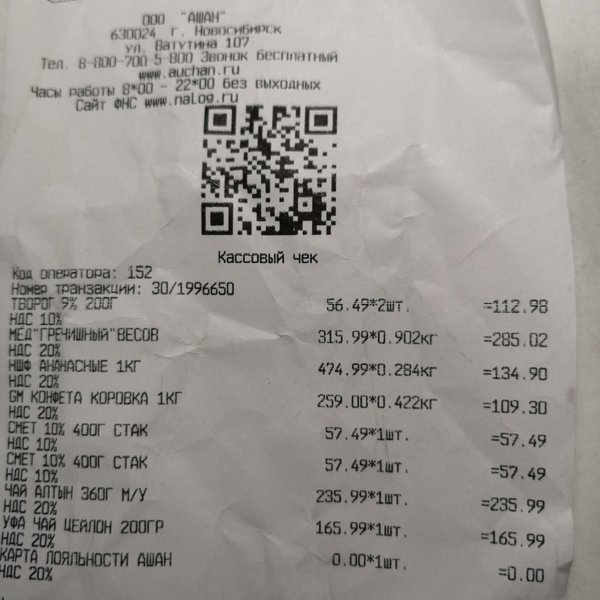 ООО "АШАН"
630024 г. Новосибирск
ул. Ватутина 107
Тел. 8-800-700-5-800 Звонок бесплатный
www.auchan.ru
Часы работы 8*00 - 22*00 без выходных
Сайт ФНС www.nalog.ru
Кассовый чек
Код оператора: 152
Номер транзакции: 30/1996650
ТВОРОГ 9% 200Г 56.49*2шт. =112.98
НДС 10%
МЕД"ГРЕЧИШНЫЙ"ВЕСОВ 315.99*0.902кг =285.02
НДС 20%
НШФ АНАНАСНЫЕ 1КГ 474.99*0.284кг =134.90
НДС 20%
GM КОНФЕТА КОРОВКА 1КГ 259.00*0.422кг =109.30
НДС 20%
СМЕТ 10% 400Г СТАК 57.49*1шт. =57.49
НДС 10%
СМЕТ 10% 400Г СТАК 57.49*1шт. =57.49
НДС 10%
ЧАЙ АЛТЫН 360Г М/У 235.99*1шт. =235.99
НДС 20%
УФА ЧАЙ ЦЕЙЛОН 200ГР 165.99*1шт. =165.99
НДС 20%
КАРТА ЛОЯЛЬНОСТИ АШАН 0.00*1шт. =0.00
НДС 20%